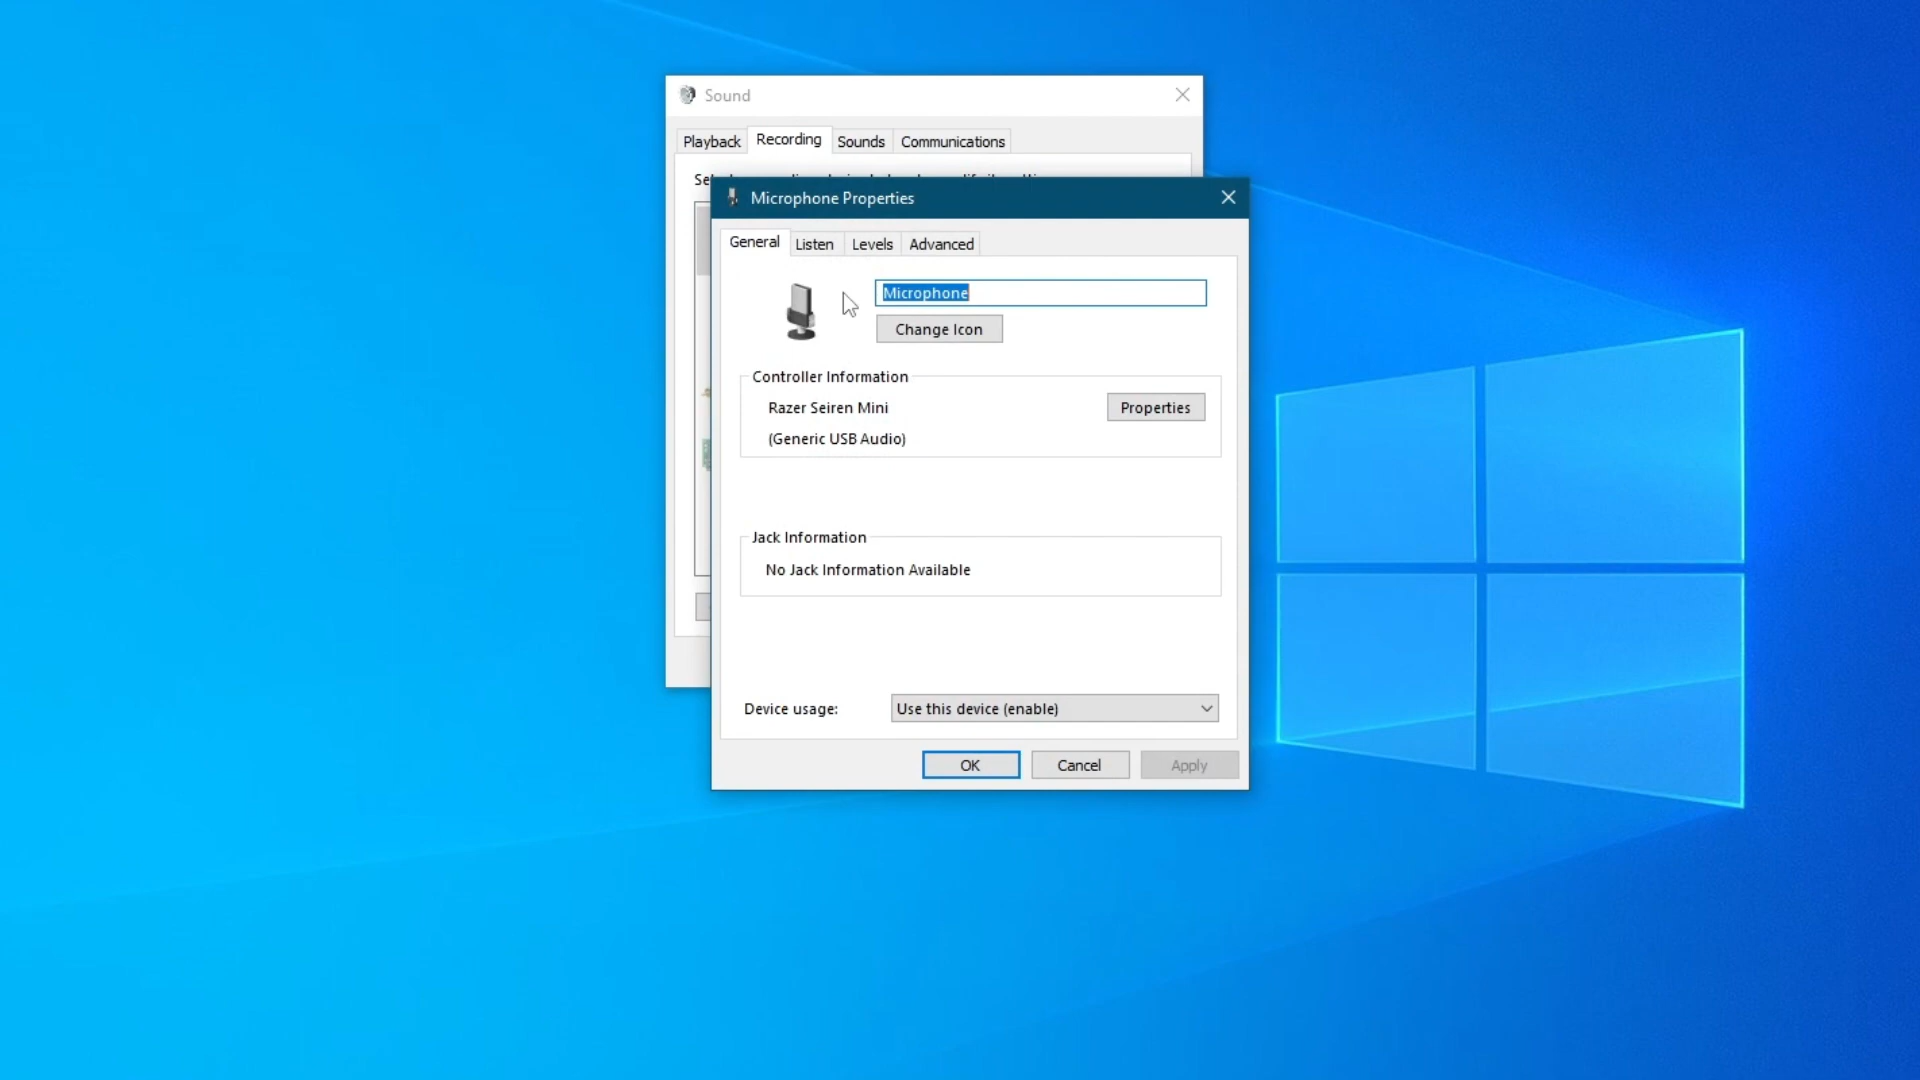 Sound
Playback
Recording
Sounds
Communications
Microphone Properties
General
Listen
Levels
Advanced
Microphone
Change Icon
Controller Information
Razer Seiren Mini
Properties
(Generic USB Audio)
Jack Information
No Jack Information Available
Device usage:
Use this device (enable)
OK
Cancel
Apply